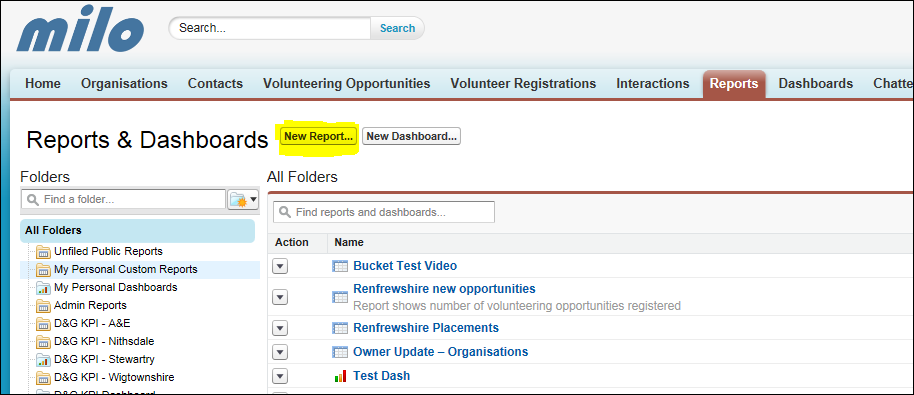 milo
Search...
Search
Home Organisations Contacts Volunteering Opportunities Volunteer Registrations Interactions Reports Dashboards Chatte
Reports & Dashboards New Report... New Dashboard...
Folders
Find a folder...
All Folders
Unfiled Public Reports
My Personal Custom Reports
My Personal Dashboards
Admin Reports
D&G KPI - A&E
D&G KPI - Nithsdale
D&G KPI - Stewartry
D&G KPI - Wigtownshire
D&G KPI Dashboard
All Folders
Find reports and dashboards...
Action Name
Bucket Test Video
Renfrewshire new opportunities
Report shows number of volunteering opportunities registered
Renfrewshire Placements
Owner Update – Organisations
Test Dash